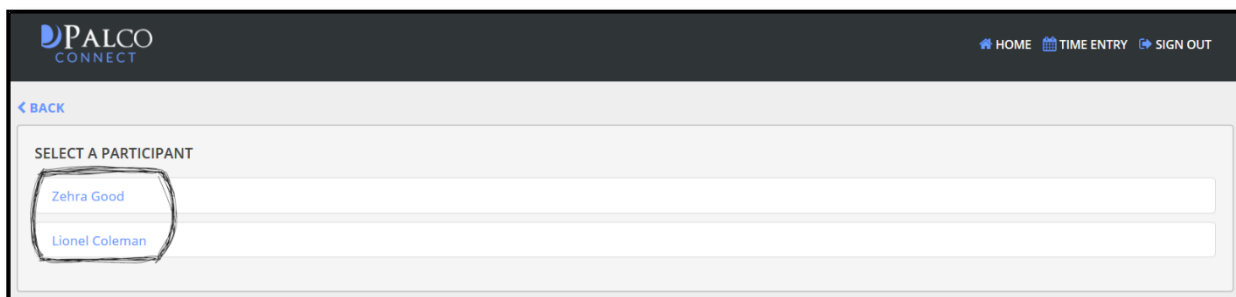 PALCO
CONNECT
HOME TIME ENTRY SIGN OUT
BACK
SELECT A PARTICIPANT
Zehra Good
Lionel Coleman